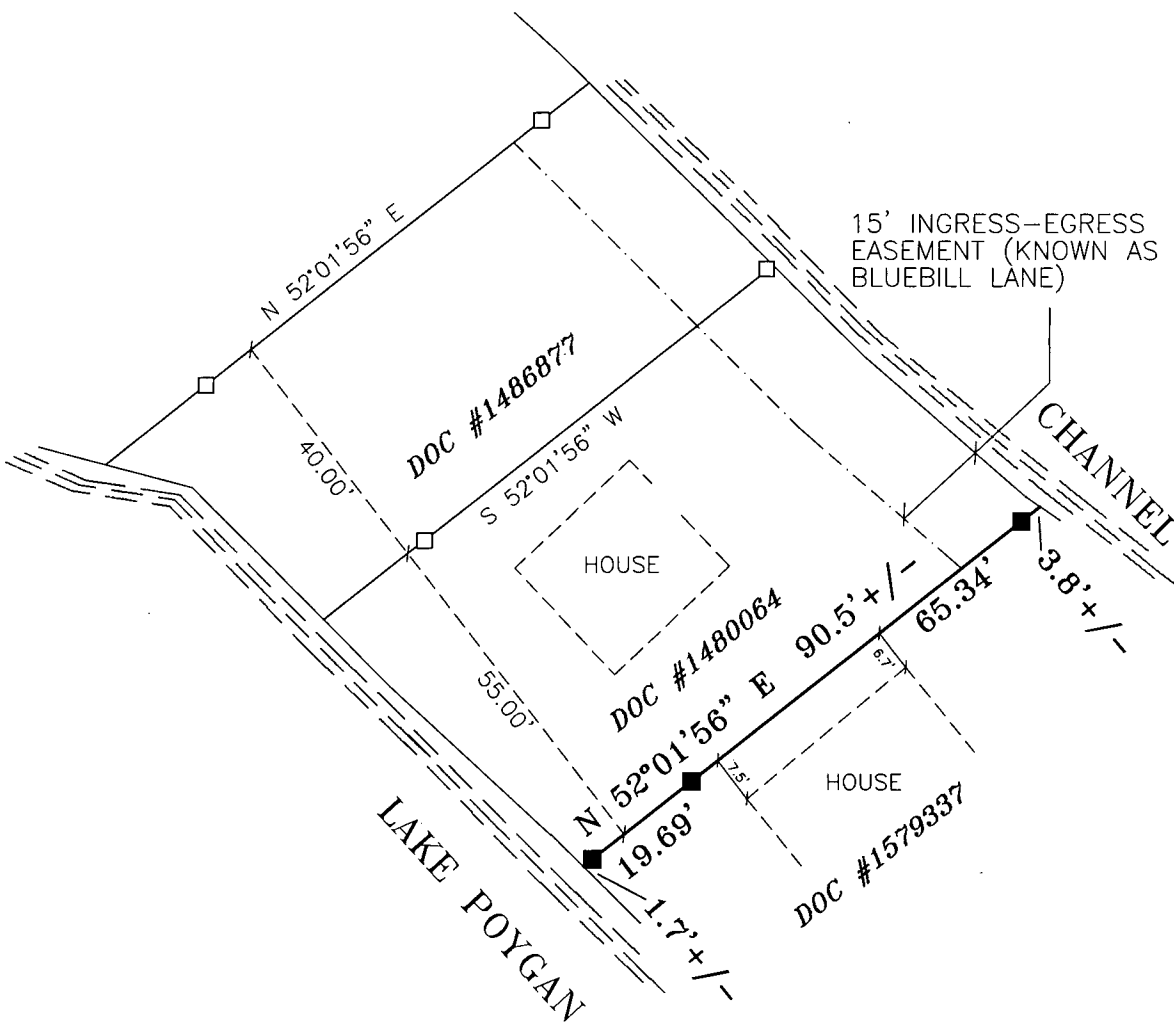 15' INGRESS-EGRESS
EASEMENT (KNOWN AS
BLUEBILL LANE)
N 52°01'56" E
DOC #1486877
40.00'
S 52°01'56" W
CHANNEL
HOUSE
3.8'+/-
DOC #1480064
90.5'+/-
65.34'
6.7'
55.00'
N 52°01'56" E
7.5'
HOUSE
19.69'
DOC #1579337
LAKE POYGAN
1.7'+/-